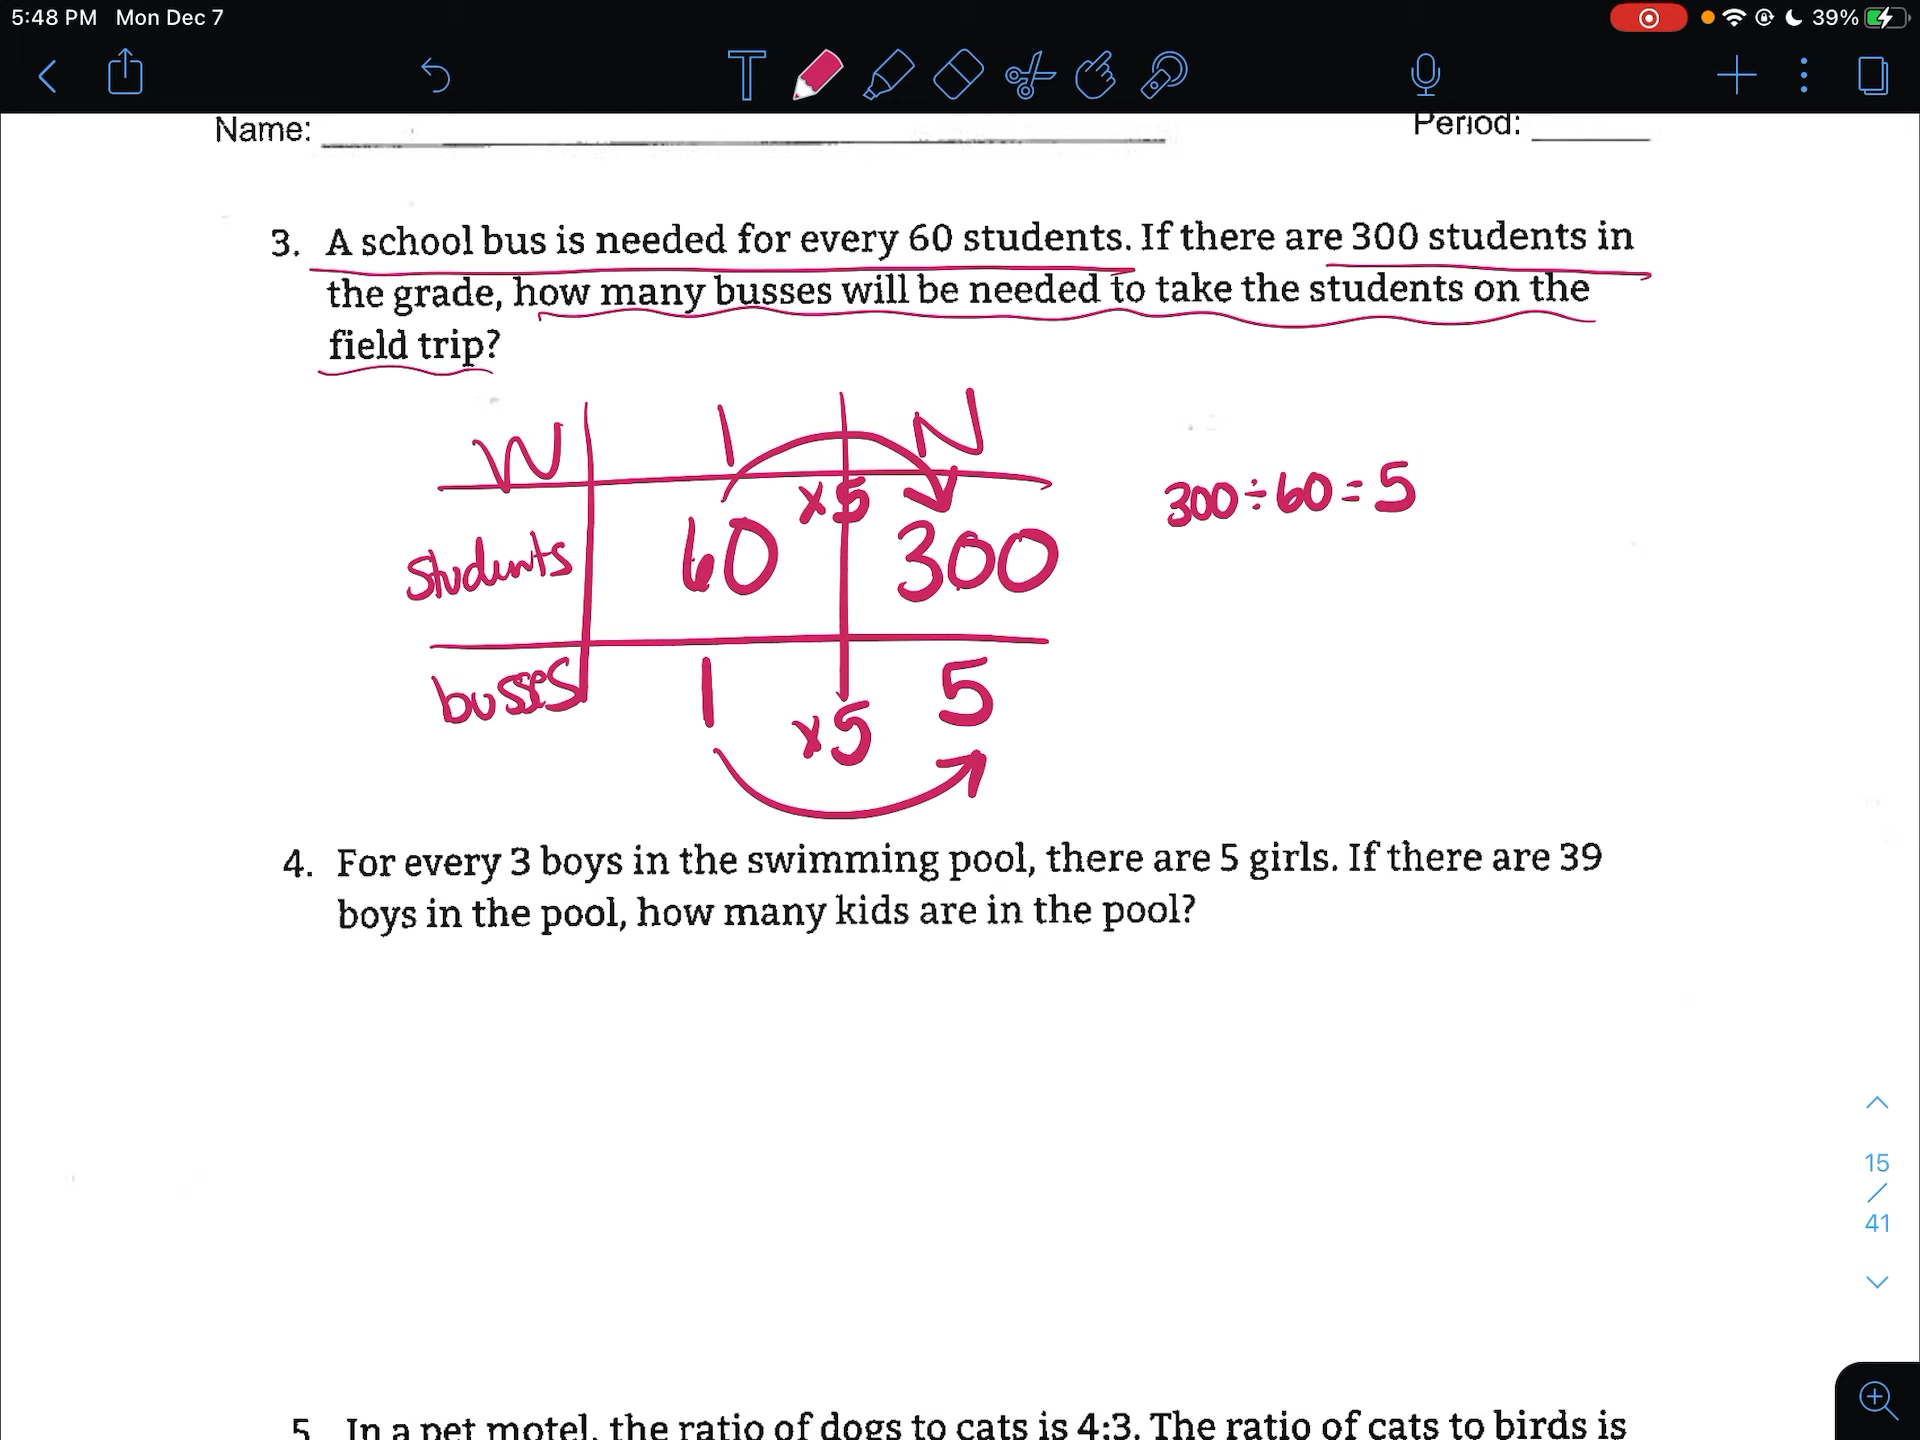 5:48 PM Mon Dec 7
39%
T
Name:
Period:
3. A school bus is needed for every 60 students. If there are 300 students in
the grade, how many busses will be needed to take the students on the
field trip?
W 1 N
x5
300÷60=5
students 60 300
busses 1 5
x5
4. For every 3 boys in the swimming pool, there are 5 girls. If there are 39
boys in the pool, how many kids are in the pool?
15
/
41
5 In a pet motel, the ratio of dogs to cats is 4:3. The ratio of cats to birds is